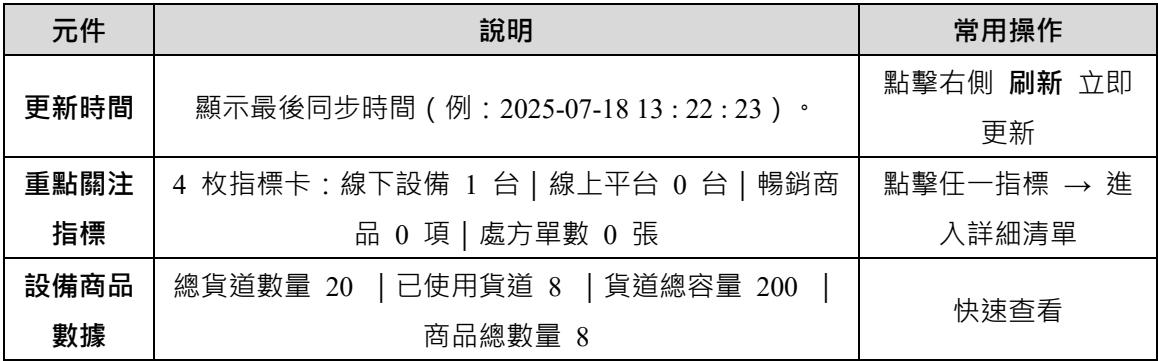 元件 說明 常用操作
更新時間 顯示最後同步時間（例：2025-07-18 13：22：23）。 點擊右側 刷新 立即
更新
重點關注
指標
4 枚指標卡：線下設備 1 台｜線上平台 0 台｜暢銷商
品 0 項｜處方單數 0 張
點擊任一指標 → 進
入詳細清單
設備商品
數據
總貨道數量 20 ｜已使用貨道 8 ｜貨道總容量 200 ｜
商品總數量 8
快速查看